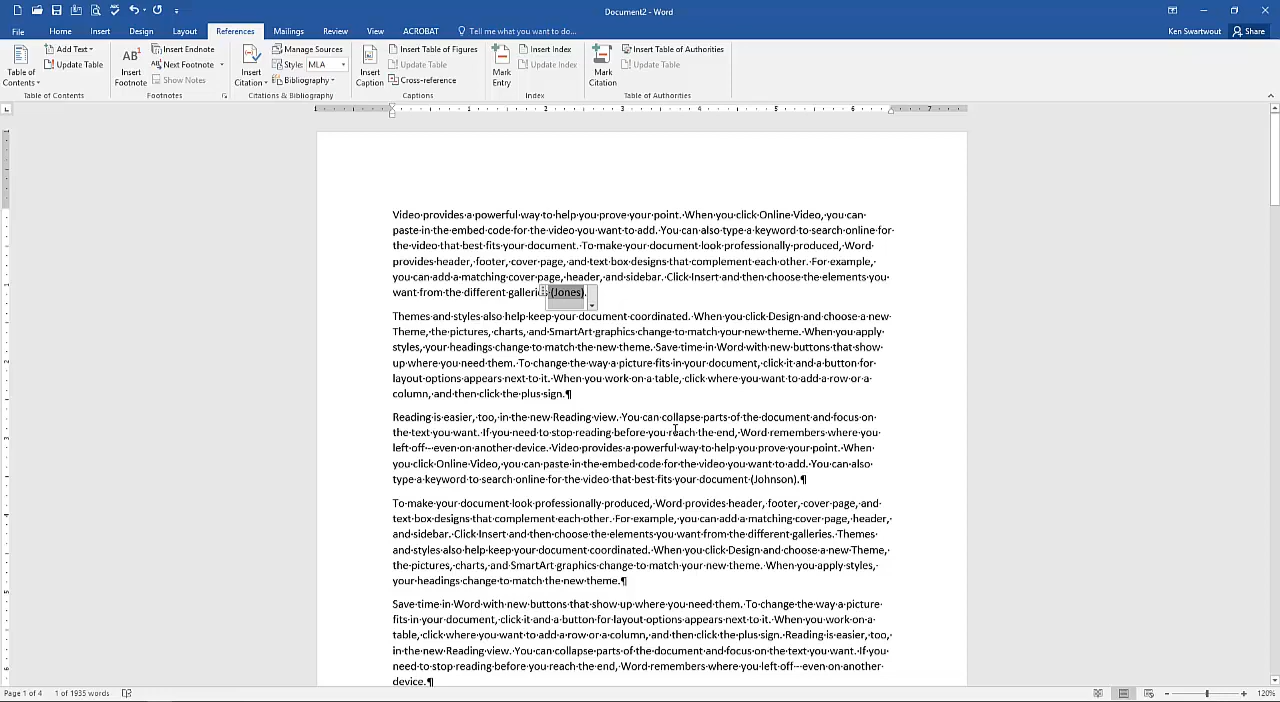 Document2 - Word
File Home Insert Design Layout References Mailings Review View ACROBAT Tell me what you want to do... Ken Swartwout Share
Table of Contents
Add Text
Update Table
Table of Contents
AB¹ Insert Footnote
Insert Endnote
Next Footnote
Show Notes
Footnotes
Insert Citation
Manage Sources
Style: MLA
Bibliography
Citations & Bibliography
Insert Caption
Insert Table of Figures
Update Table
Cross-reference
Captions
Mark Entry
Insert Index
Update Index
Index
Mark Citation
Insert Table of Authorities
Update Table
Table of Authorities
1 1 2 3 4 5 6 7
Video·provides·a·powerful·way·to·help·you·prove·your·point.·When·you·click·Online·Video,·you·can·
paste·in·the·embed·code·for·the·video·you·want·to·add.·You·can·also·type·a·keyword·to·search·online·for·
the·video·that·best·fits·your·document.·To·make·your·document·look·professionally·produced,·Word·
provides·header,·footer,·cover·page,·and·text·box·designs·that·complement·each·other.·For·example,·
you·can·add·a·matching·cover·page,·header,·and·sidebar.·Click·Insert·and·then·choose·the·elements·you·
want·from·the·different·galleries·(Jones).
Themes·and·styles·also·help·keep·your·document·coordinated.·When·you·click·Design·and·choose·a·new·
Theme,·the·pictures,·charts,·and·SmartArt·graphics·change·to·match·your·new·theme.·When·you·apply·
styles,·your·headings·change·to·match·the·new·theme.·Save·time·in·Word·with·new·buttons·that·show·
up·where·you·need·them.·To·change·the·way·a·picture·fits·in·your·document,·click·it·and·a·button·for·
layout·options·appears·next·to·it.·When·you·work·on·a·table,·click·where·you·want·to·add·a·row·or·a·
column,·and·then·click·the·plus·sign.¶
Reading·is·easier,·too,·in·the·new·Reading·view.·You·can·collapse·parts·of·the·document·and·focus·on·
the·text·you·want.·If·you·need·to·stop·reading·before·you·reach·the·end,·Word·remembers·where·you·
left·off·-·even·on·another·device.·Video·provides·a·powerful·way·to·help·you·prove·your·point.·When·
you·click·Online·Video,·you·can·paste·in·the·embed·code·for·the·video·you·want·to·add.·You·can·also·
type·a·keyword·to·search·online·for·the·video·that·best·fits·your·document·(Johnson).¶
To·make·your·document·look·professionally·produced,·Word·provides·header,·footer,·cover·page,·and·
text·box·designs·that·complement·each·other.·For·example,·you·can·add·a·matching·cover·page,·header,·
and·sidebar.·Click·Insert·and·then·choose·the·elements·you·want·from·the·different·galleries.·Themes·
and·styles·also·help·keep·your·document·coordinated.·When·you·click·Design·and·choose·a·new·Theme,·
the·pictures,·charts,·and·SmartArt·graphics·change·to·match·your·new·theme.·When·you·apply·styles,·
your·headings·change·to·match·the·new·theme.¶
Save·time·in·Word·with·new·buttons·that·show·up·where·you·need·them.·To·change·the·way·a·picture·
fits·in·your·document,·click·it·and·a·button·for·layout·options·appears·next·to·it.·When·you·work·on·a·
table,·click·where·you·want·to·add·a·row·or·a·column,·and·then·click·the·plus·sign.·Reading·is·easier,·too,·
in·the·new·Reading·view.·You·can·collapse·parts·of·the·document·and·focus·on·the·text·you·want.·If·you·
need·to·stop·reading·before·you·reach·the·end,·Word·remembers·where·you·left·off·-·even·on·another·
device.¶
Page 1 of 4 1 of 1935 words 120%